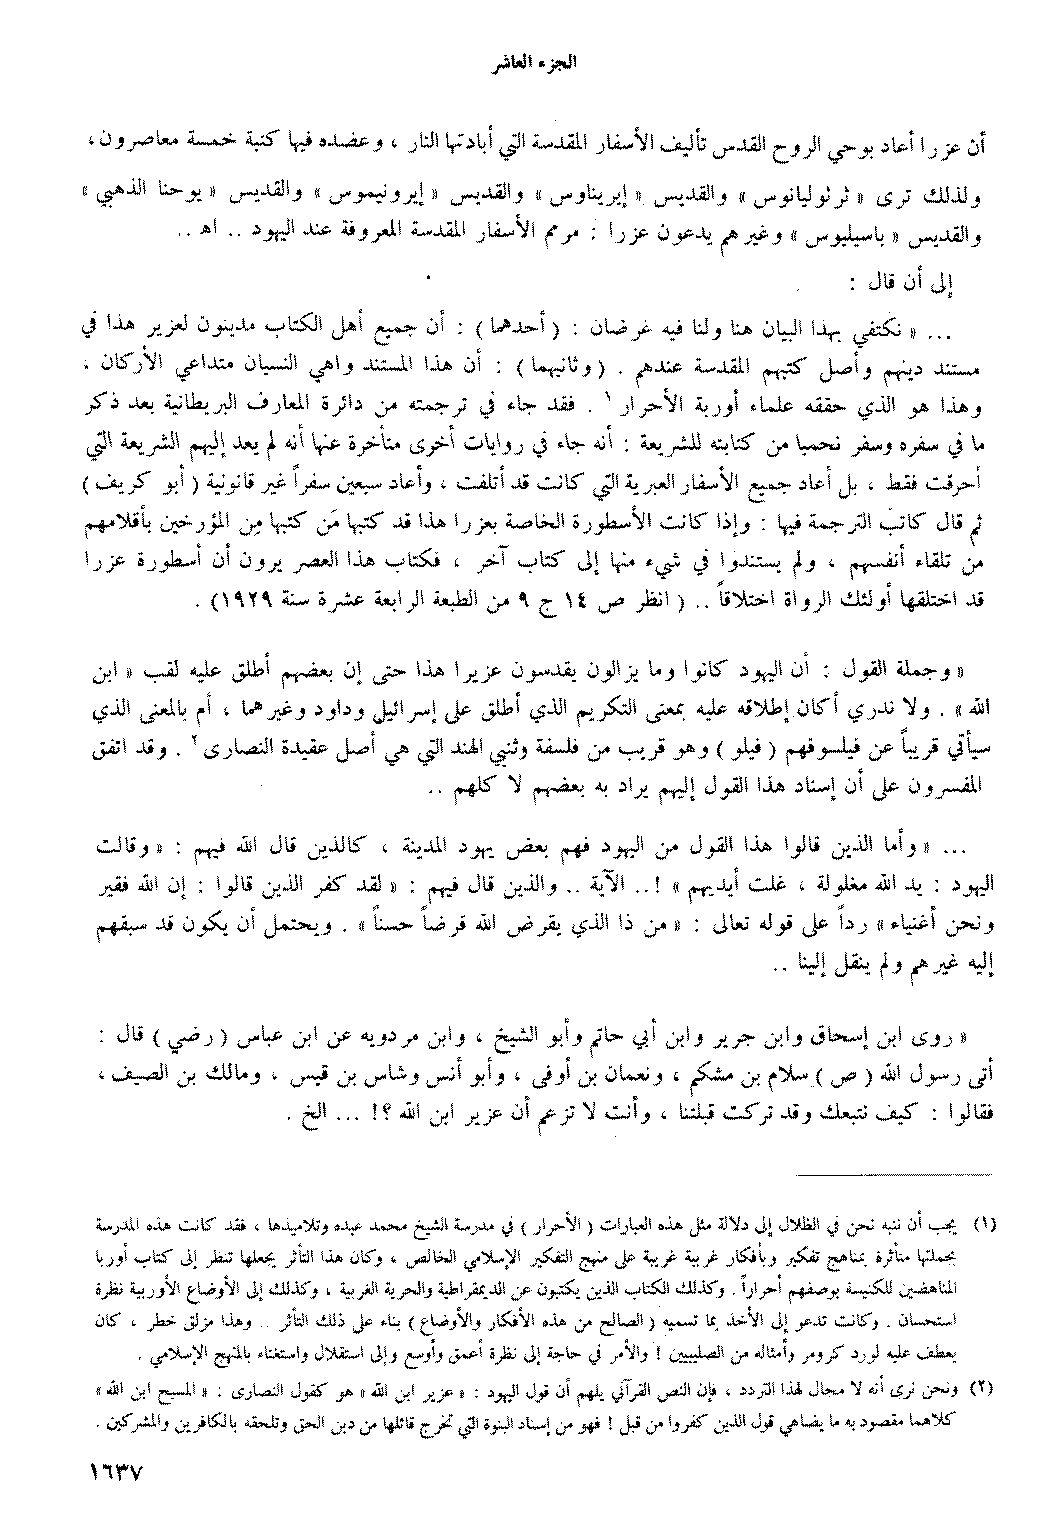 الجزء العاشر
أن عزرا أعاد بوحي الروح القدس تأليف الأسفار المقدسة التي أبادتها النار ، وعضده فيها كتبة خمسة معاصرون ،
ولذلك ترى « ثرثوليانوس » والقديس « إيريناوس » والقديس « إيرونيموس » والقديس « يوحنا الذهبي »
والقديس « باسيليوس » وغيرهم يدعون عزرا : مرمم الأسفار المقدسة المعروفة عند اليهود .. اهـ ..
إلى أن قال :
... « نكتفي بهذا البيان هنا ولنا فيه غرضان : ( أحدهما ) : أن جميع أهل الكتاب مدينون لعزير هذا في
مستند دينهم وأصل كتبهم المقدسة عندهم . ( وثانيهما ) : أن هذا المستند واهي النسيان متداعي الأركان ،
وهذا هو الذي حققه علماء أوربة الأحرار ١ . فقد جاء في ترجمته من دائرة المعارف البريطانية بعد ذكر
ما في سفره وسفر نحميا من كتابته للشريعة : أنه جاء في روايات أخرى متأخرة عنها أنه لم يعد إليهم الشريعة التي
أحرقت فقط ، بل أعاد جميع الأسفار العبرية التي كانت قد أتلفت ، وأعاد سبعين سفراً غير قانونية ( أبو كريف )
ثم قال كاتب الترجمة فيها : وإذا كانت الأسطورة الخاصة بعزرا هذا قد كتبها مَن كتبها مِن المؤرخين بأقلامهم
من تلقاء أنفسهم ، ولم يستندوا في شيء منها إلى كتاب آخر ، فكتاب هذا العصر يرون أن أسطورة عزرا
قد اختلقها أولئك الرواة اختلاقاً .. ( انظر ص ١٤ ج ٩ من الطبعة الرابعة عشرة سنة ١٩٢٩) .
« وجملة القول : أن اليهود كانوا وما يزالون يقدسون عزيرا هذا حتى إن بعضهم أطلق عليه لقب « ابن
الله » . ولا ندري أكان إطلاقه عليه بمعنى التكريم الذي أطلق على إسرائيل وداود وغيرهما ، أم بالمعنى الذي
سيأتي قريباً عن فيلسوفهم ( فيلو ) وهو قريب من فلسفة وثنيي الهند التي هي أصل عقيدة النصارى ٢ . وقد اتفق
المفسرون على أن إسناد هذا القول إليهم يراد به بعضهم لا كلهم ..
... « وأما الذين قالوا هذا القول من اليهود فهم بعض يهود المدينة ، كالذين قال الله فيهم : « وقالت
اليهود : يد الله مغلولة ، غلت أيديهم » !.. الآية .. والذين قال فيهم : « لقد كفر الذين قالوا : إن الله فقير
ونحن أغنياء » رداً على قوله تعالى : « من ذا الذي يقرض الله قرضاً حسناً » . ويحتمل أن يكون قد سبقهم
إليه غيرهم ولم ينقل إلينا ..
« روى ابن إسحاق وابن جرير وابن أبي حاتم وأبو الشيخ ، وابن مردويه عن ابن عباس ( رضي ) قال :
أتى رسول الله ( ص ) سلام بن مشكم ، ونعمان بن أوفى ، وأبو أنس وشاس بن قيس ، ومالك بن الصيف ،
فقالوا : كيف نتبعك وقد تركت قبلتنا ، وأنت لا تزعم أن عزير ابن الله ؟! ... الخ .
(١) يجب أن ننبه نحن في الظلال إلى دلالة مثل هذه العبارات ( الأحرار ) في مدرسة الشيخ محمد عبده وتلاميذها ، فقد كانت هذه المدرسة
بجملتها متأثرة بمناهج تفكير وبأفكار غربية غريبة على منهج التفكير الإسلامي الخالص ، وكان هذا التأثر يجعلها تنظر إلى كتاب أوربا
المناهضين للكنيسة بوصفهم أحراراً . وكذلك الكتاب الذين يكتبون عن الديمقراطية والحرية الغربية ، وكذلك إلى الأوضاع الأوربية نظرة
استحسان . وكانت تدعو إلى الأخذ بما تسميه ( الصالح من هذه الأفكار والأوضاع ) بناء على ذلك التأثر .. وهذا مزلق خطر ، كان
يعطف عليه لورد كرومر وأمثاله من الصليبيين ! والأمر في حاجة إلى نظرة أعمق وأوسع وإلى استقلال واستغناء بالمنهج الإسلامي .
(٢) ونحن نرى أنه لا مجال لهذا التردد ، فإن النص القرآني يلهم أن قول اليهود : « عزير ابن الله » هو كقول النصارى : « المسيح ابن الله »
كلاهما مقصود به ما يضاهي قول الذين كفروا من قبل ! فهو من إسناد البنوة التي تخرج قائلها من دين الحق وتلحقه بالكافرين والمشركين .
١٦٣٧